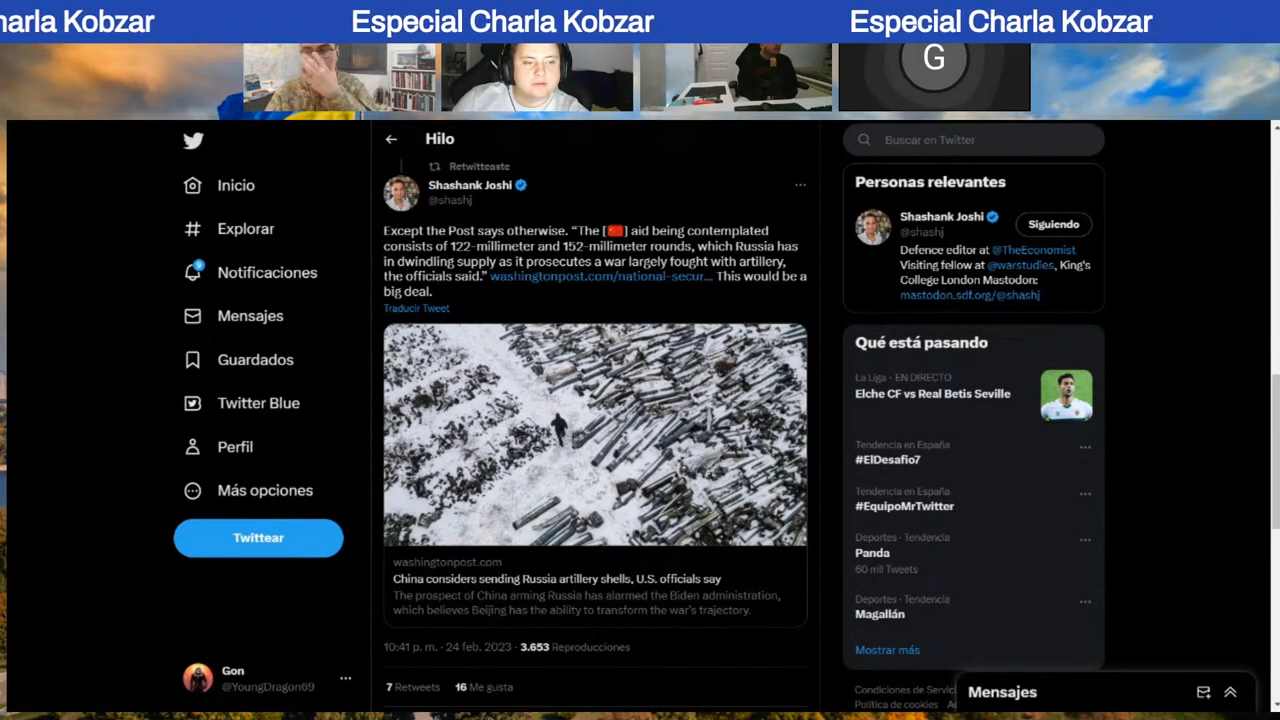 harla Kobzar
Especial Charla Kobzar
Especial Charla Kobzar
G
Inicio
Explorar
9
Notificaciones
Mensajes
Guardados
Twitter Blue
Perfil
Más opciones
Twittear
Gon
@YoungDragon69
Hilo
Retwitteaste
Shashank Joshi
@shashj
Except the Post says otherwise. “The [🇨🇳] aid being contemplated
consists of 122-millimeter and 152-millimeter rounds, which Russia has
in dwindling supply as it prosecutes a war largely fought with artillery,
the officials said.” washingtonpost.com/national-secur... This would be a
big deal.
Traducir Tweet
washingtonpost.com
China considers sending Russia artillery shells, U.S. officials say
The prospect of China arming Russia has alarmed the Biden administration,
which believes Beijing has the ability to transform the war's trajectory.
10:41 p. m. · 24 feb. 2023 · 3.653 Reproducciones
7 Retweets 16 Me gusta
Buscar en Twitter
Personas relevantes
Shashank Joshi
@shashj
Siguiendo
Defence editor at @TheEconomist
Visiting fellow at @warstudies, King's
College London Mastodon:
mastodon.sdf.org/@shashj
Qué está pasando
La Liga · EN DIRECTO
Elche CF vs Real Betis Seville
Tendencia en España
#ElDesafio7
Tendencia en España
#EquipoMrTwitter
Deportes · Tendencia
Panda
60 mil Tweets
Deportes · Tendencia
Magallán
Mostrar más
Condiciones de Servici
Política de cookies
Mensajes